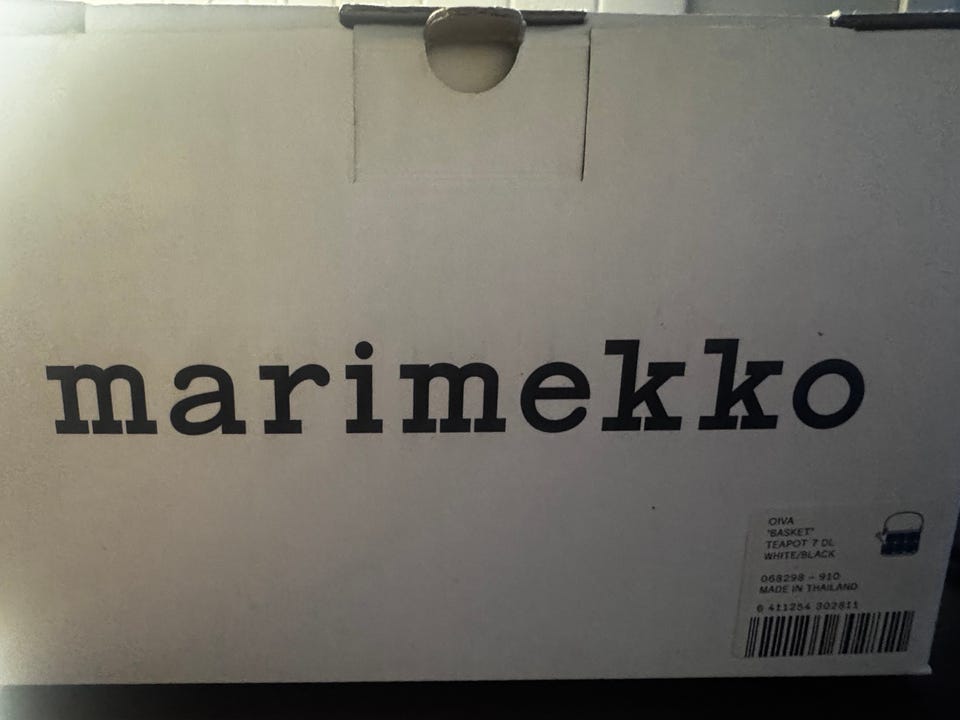 marimekko
OIVA
"BASKET"
TEAPOT 7 DL
WHITE/BLACK
068298 - 910
MADE IN THAILAND
6 411254 302811